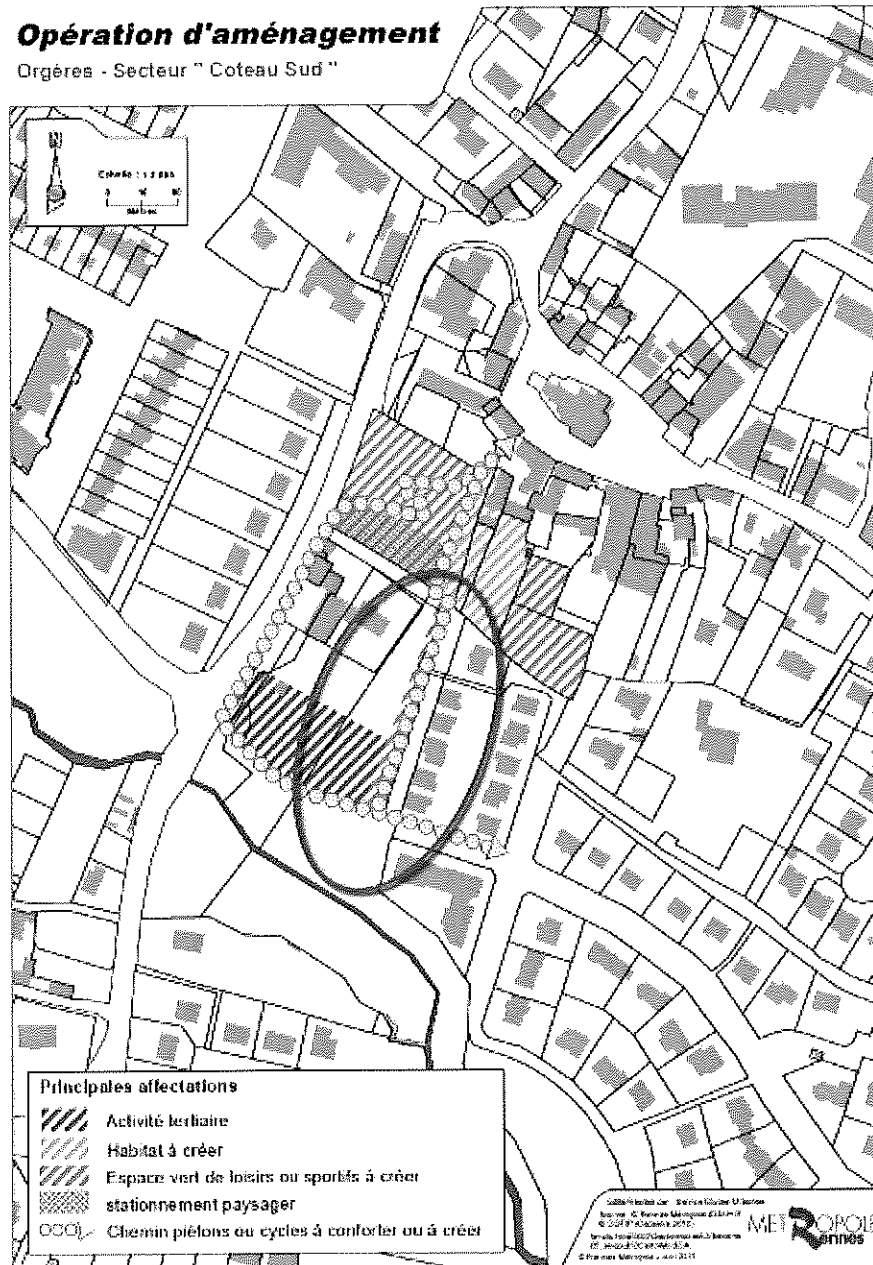 Opération d'aménagement
Orgères - Secteur " Coteau Sud "
Principales affectations
Activité tertiaire
Habitat à créer
Espace vert de loisirs ou sportifs à créer
stationnement paysager
Chemin piétons ou cycles à conforter ou à créer
METROPOLE
Rennes